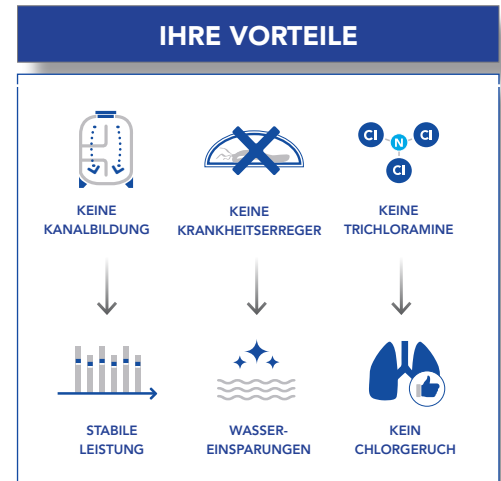 IHRE VORTEILE
Cl
N
Cl
Cl
KEINE
KANALBILDUNG
KEINE
KRANKHEITSERREGER
KEINE
TRICHLORAMINE
STABILE
LEISTUNG
WASSER-
EINSPARUNGEN
KEIN
CHLORGERUCH